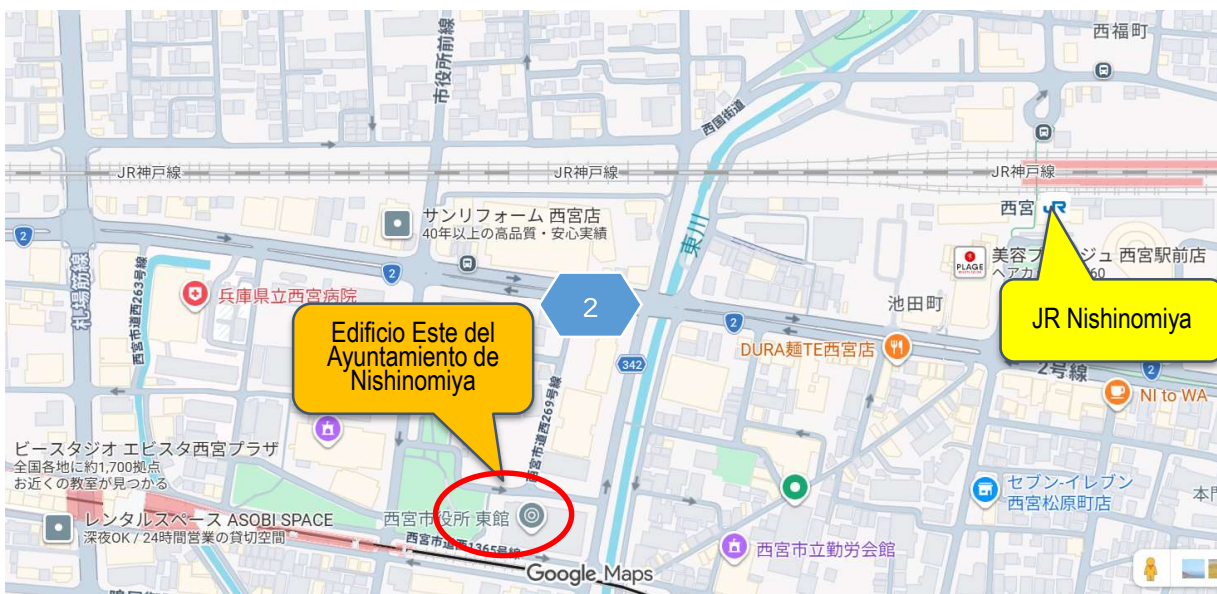 西福町
市役所前線
西国街道
JR神戸線
JR神戸線
JR神戸線
西宮 JR
サンリフォーム 西宮店
40年以上の高品質・安心実績
東川
2
2
2
PLAGE
美容プ
ジュ 西宮駅前店
ヘアカ
60
札場筋線
西宮市道西263号線
兵庫県立西宮病院
池田町
JR Nishinomiya
Edificio Este del
Ayuntamiento de
Nishinomiya
2
DURA麺TE西宮店
342
2号線
2
NI to WA
西宮市道西269号線
ビースタジオ エビスタ西宮プラザ
全国各地に約1,700拠点
お近くの教室が見つかる
セブン-イレブン
西宮松原町店
レンタルスペース ASOBI SPACE
深夜OK / 24時間営業の貸切空間
西宮市役所 東館
西宮市道西1365号線
西宮市立勤労会館
Google Maps